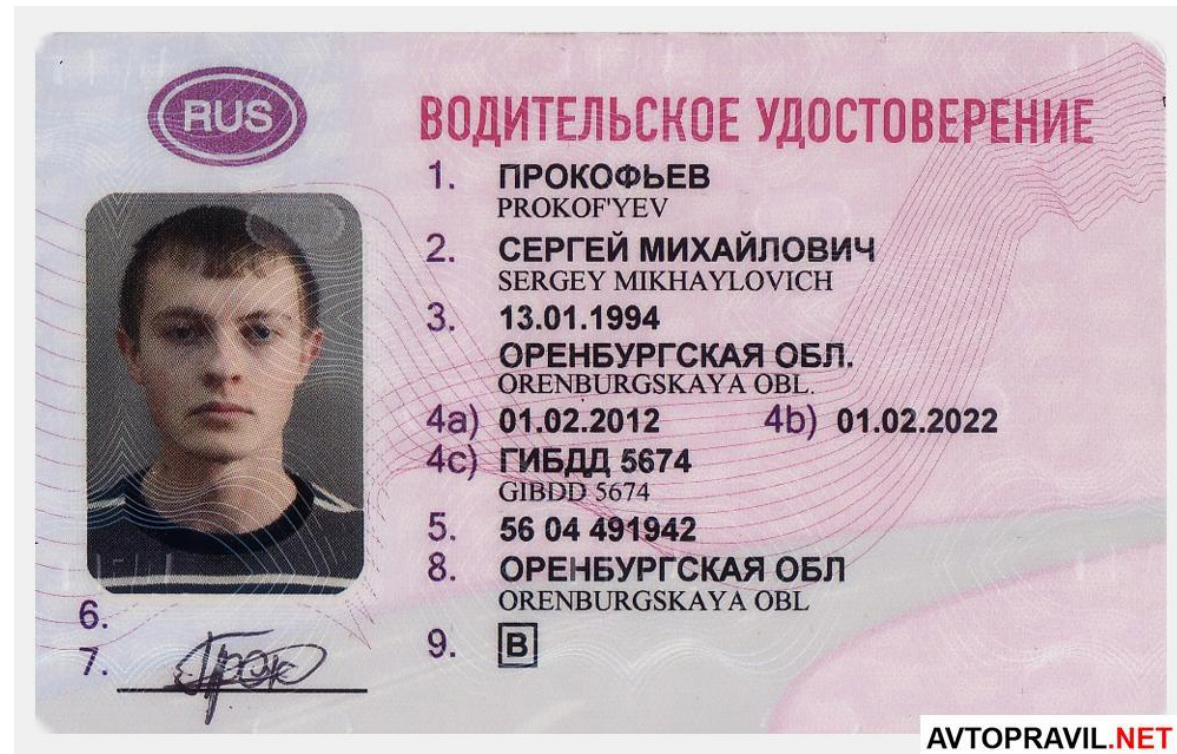 RUS
ВОДИТЕЛЬСКОЕ УДОСТОВЕРЕНИЕ
1. ПРОКОФЬЕВ
PROKOF'YEV
2. СЕРГЕЙ МИХАЙЛОВИЧ
SERGEY MIKHAYLOVICH
3. 13.01.1994
ОРЕНБУРГСКАЯ ОБЛ.
ORENBURGSKAYA OBL.
4a) 01.02.2012 4b) 01.02.2022
4c) ГИБДД 5674
GIBDD 5674
5. 56 04 491942
8. ОРЕНБУРГСКАЯ ОБЛ
ORENBURGSKAYA OBL
6.
7.
9. B
AVTOPRAVIL.NET